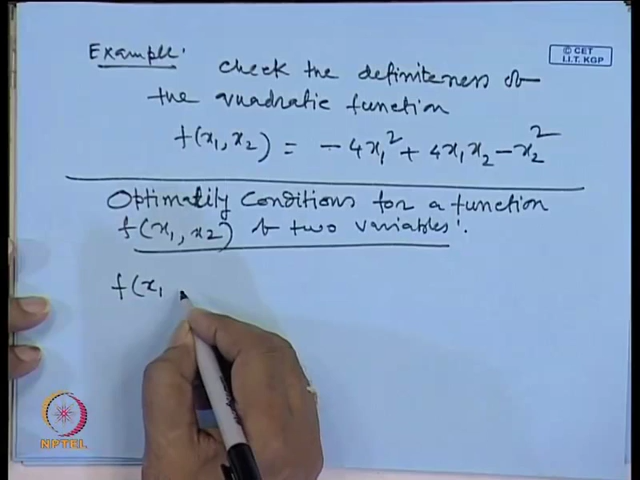 Example: check the definiteness of
© CET
I.I.T. KGP
the quadratic function
f(x₁, x₂) = -4x₁² + 4x₁x₂ - x₂²
Optimality Conditions for a function
f(x₁, x₂) of two variables:
f(x₁
NPTEL